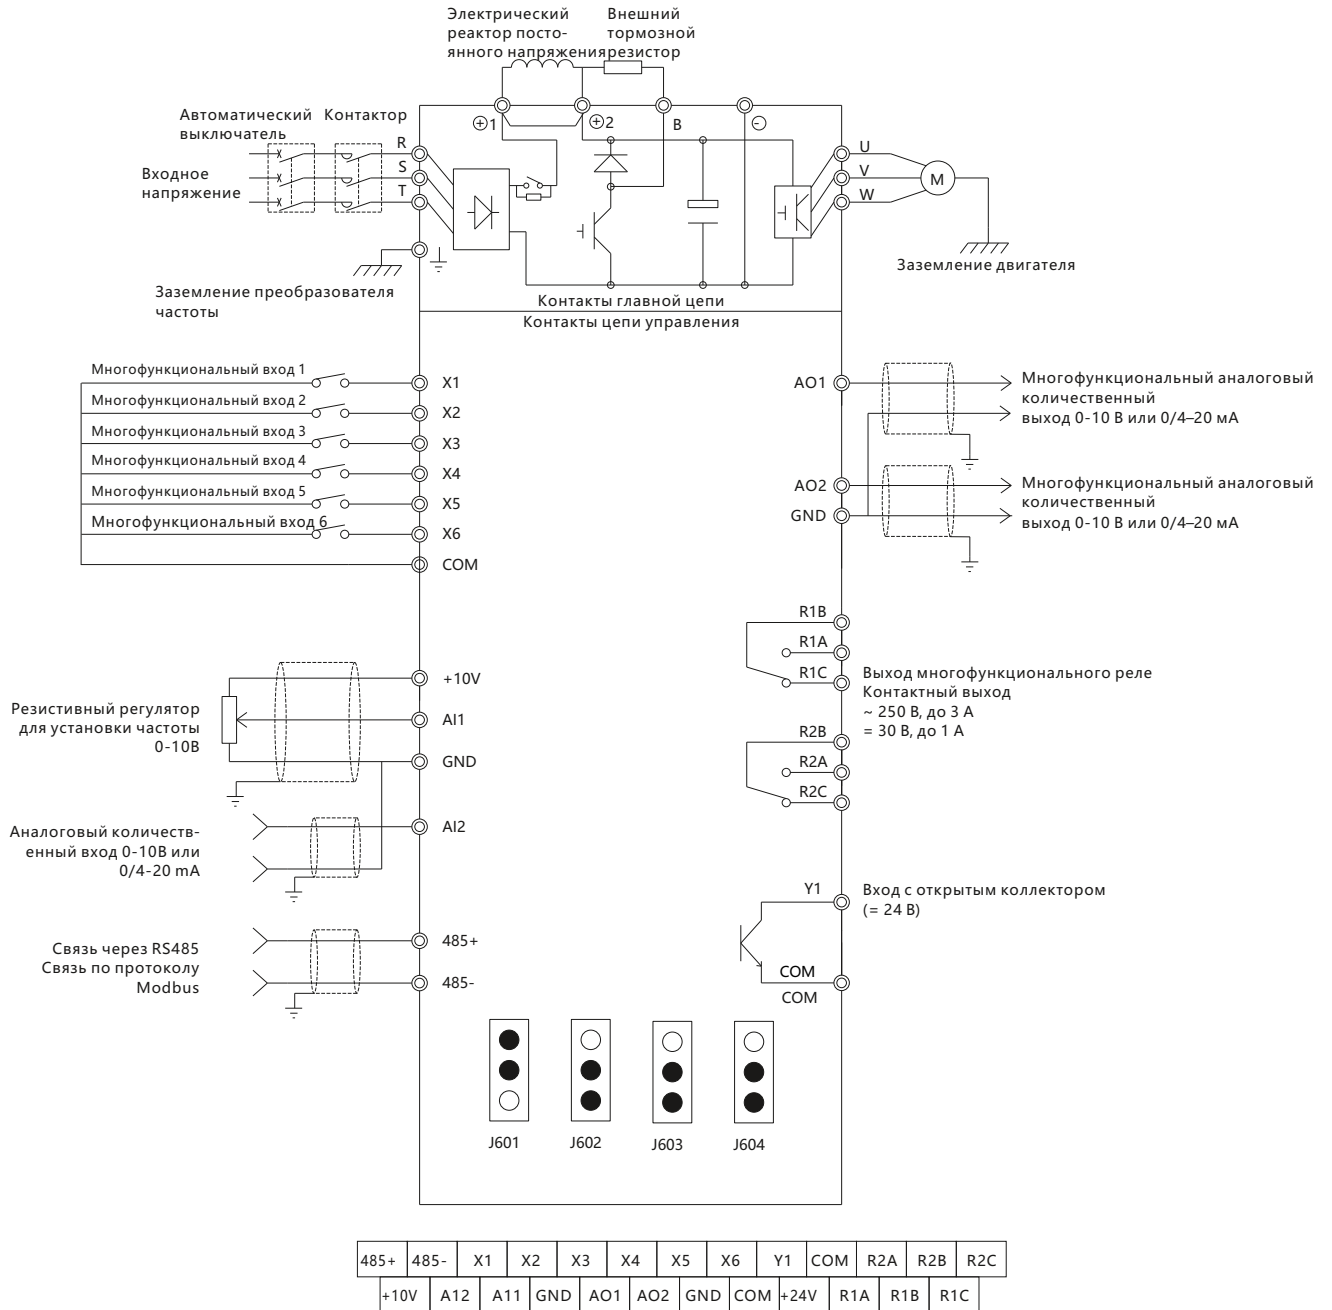 Электрический
реактор посто-
янного напряжения
Внешний
тормозной
резистор
Автоматический
выключатель
Контактор
⊕1
⊕2
B
⊖
R
S
T
Входное
напряжение
U
V
W
M
Заземление двигателя
Заземление преобразователя
частоты
Контакты главной цепи
Контакты цепи управления
Многофункциональный вход 1
X1
Многофункциональный вход 2
X2
Многофункциональный вход 3
X3
Многофункциональный вход 4
X4
Многофункциональный вход 5
X5
Многофункциональный вход 6
X6
COM
AO1
Многофункциональный аналоговый
количественный
выход 0-10 В или 0/4–20 мА
AO2
GND
Многофункциональный аналоговый
количественный
выход 0-10 В или 0/4–20 мА
R1B
R1A
R1C
Выход многофункционального реле
Контактный выход
~ 250 В, до 3 А
= 30 В, до 1 А
R2B
R2A
R2C
+10V
AI1
GND
Резистивный регулятор
для установки частоты
0-10В
AI2
Аналоговый количеств-
енный вход 0-10В или
0/4-20 mA
Y1
Вход с открытым коллектором
(= 24 В)
COM
COM
485+
485-
Связь через RS485
Связь по протоколу
Modbus
J601
J602
J603
J604
485+ 485- X1 X2 X3 X4 X5 X6 Y1 COM R2A R2B R2C
+10V A12 A11 GND AO1 AO2 GND COM +24V R1A R1B R1C